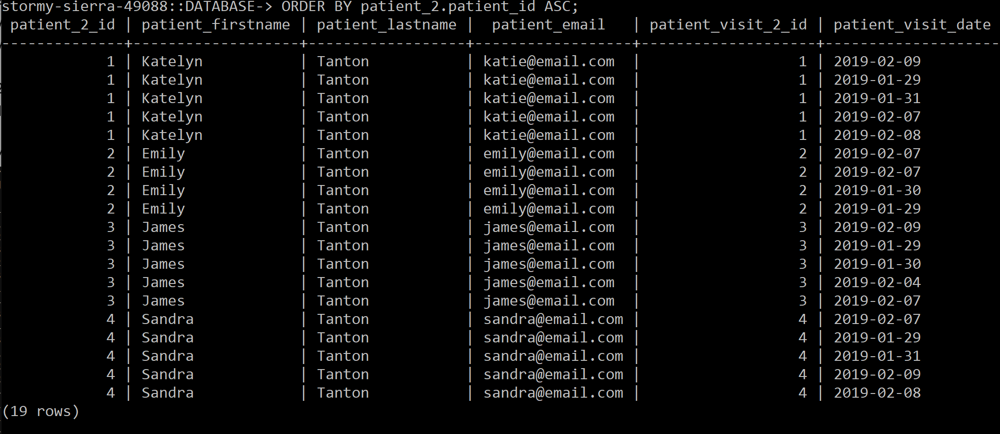 stormy-sierra-49088::DATABASE-> ORDER BY patient_2.patient_id ASC;
patient_2_id | patient_firstname | patient_lastname | patient_email | patient_visit_2_id | patient_visit_date
--------------+-------------------+------------------+------------------+--------------------+--------------------
1 | Katelyn | Tanton | katie@email.com | 1 | 2019-02-09
1 | Katelyn | Tanton | katie@email.com | 1 | 2019-01-29
1 | Katelyn | Tanton | katie@email.com | 1 | 2019-01-31
1 | Katelyn | Tanton | katie@email.com | 1 | 2019-02-07
1 | Katelyn | Tanton | katie@email.com | 1 | 2019-02-08
2 | Emily | Tanton | emily@email.com | 2 | 2019-02-07
2 | Emily | Tanton | emily@email.com | 2 | 2019-02-07
2 | Emily | Tanton | emily@email.com | 2 | 2019-01-30
2 | Emily | Tanton | emily@email.com | 2 | 2019-01-29
3 | James | Tanton | james@email.com | 3 | 2019-02-09
3 | James | Tanton | james@email.com | 3 | 2019-01-29
3 | James | Tanton | james@email.com | 3 | 2019-01-30
3 | James | Tanton | james@email.com | 3 | 2019-02-04
3 | James | Tanton | james@email.com | 3 | 2019-02-07
4 | Sandra | Tanton | sandra@email.com | 4 | 2019-02-07
4 | Sandra | Tanton | sandra@email.com | 4 | 2019-01-29
4 | Sandra | Tanton | sandra@email.com | 4 | 2019-01-31
4 | Sandra | Tanton | sandra@email.com | 4 | 2019-02-09
4 | Sandra | Tanton | sandra@email.com | 4 | 2019-02-08
(19 rows)